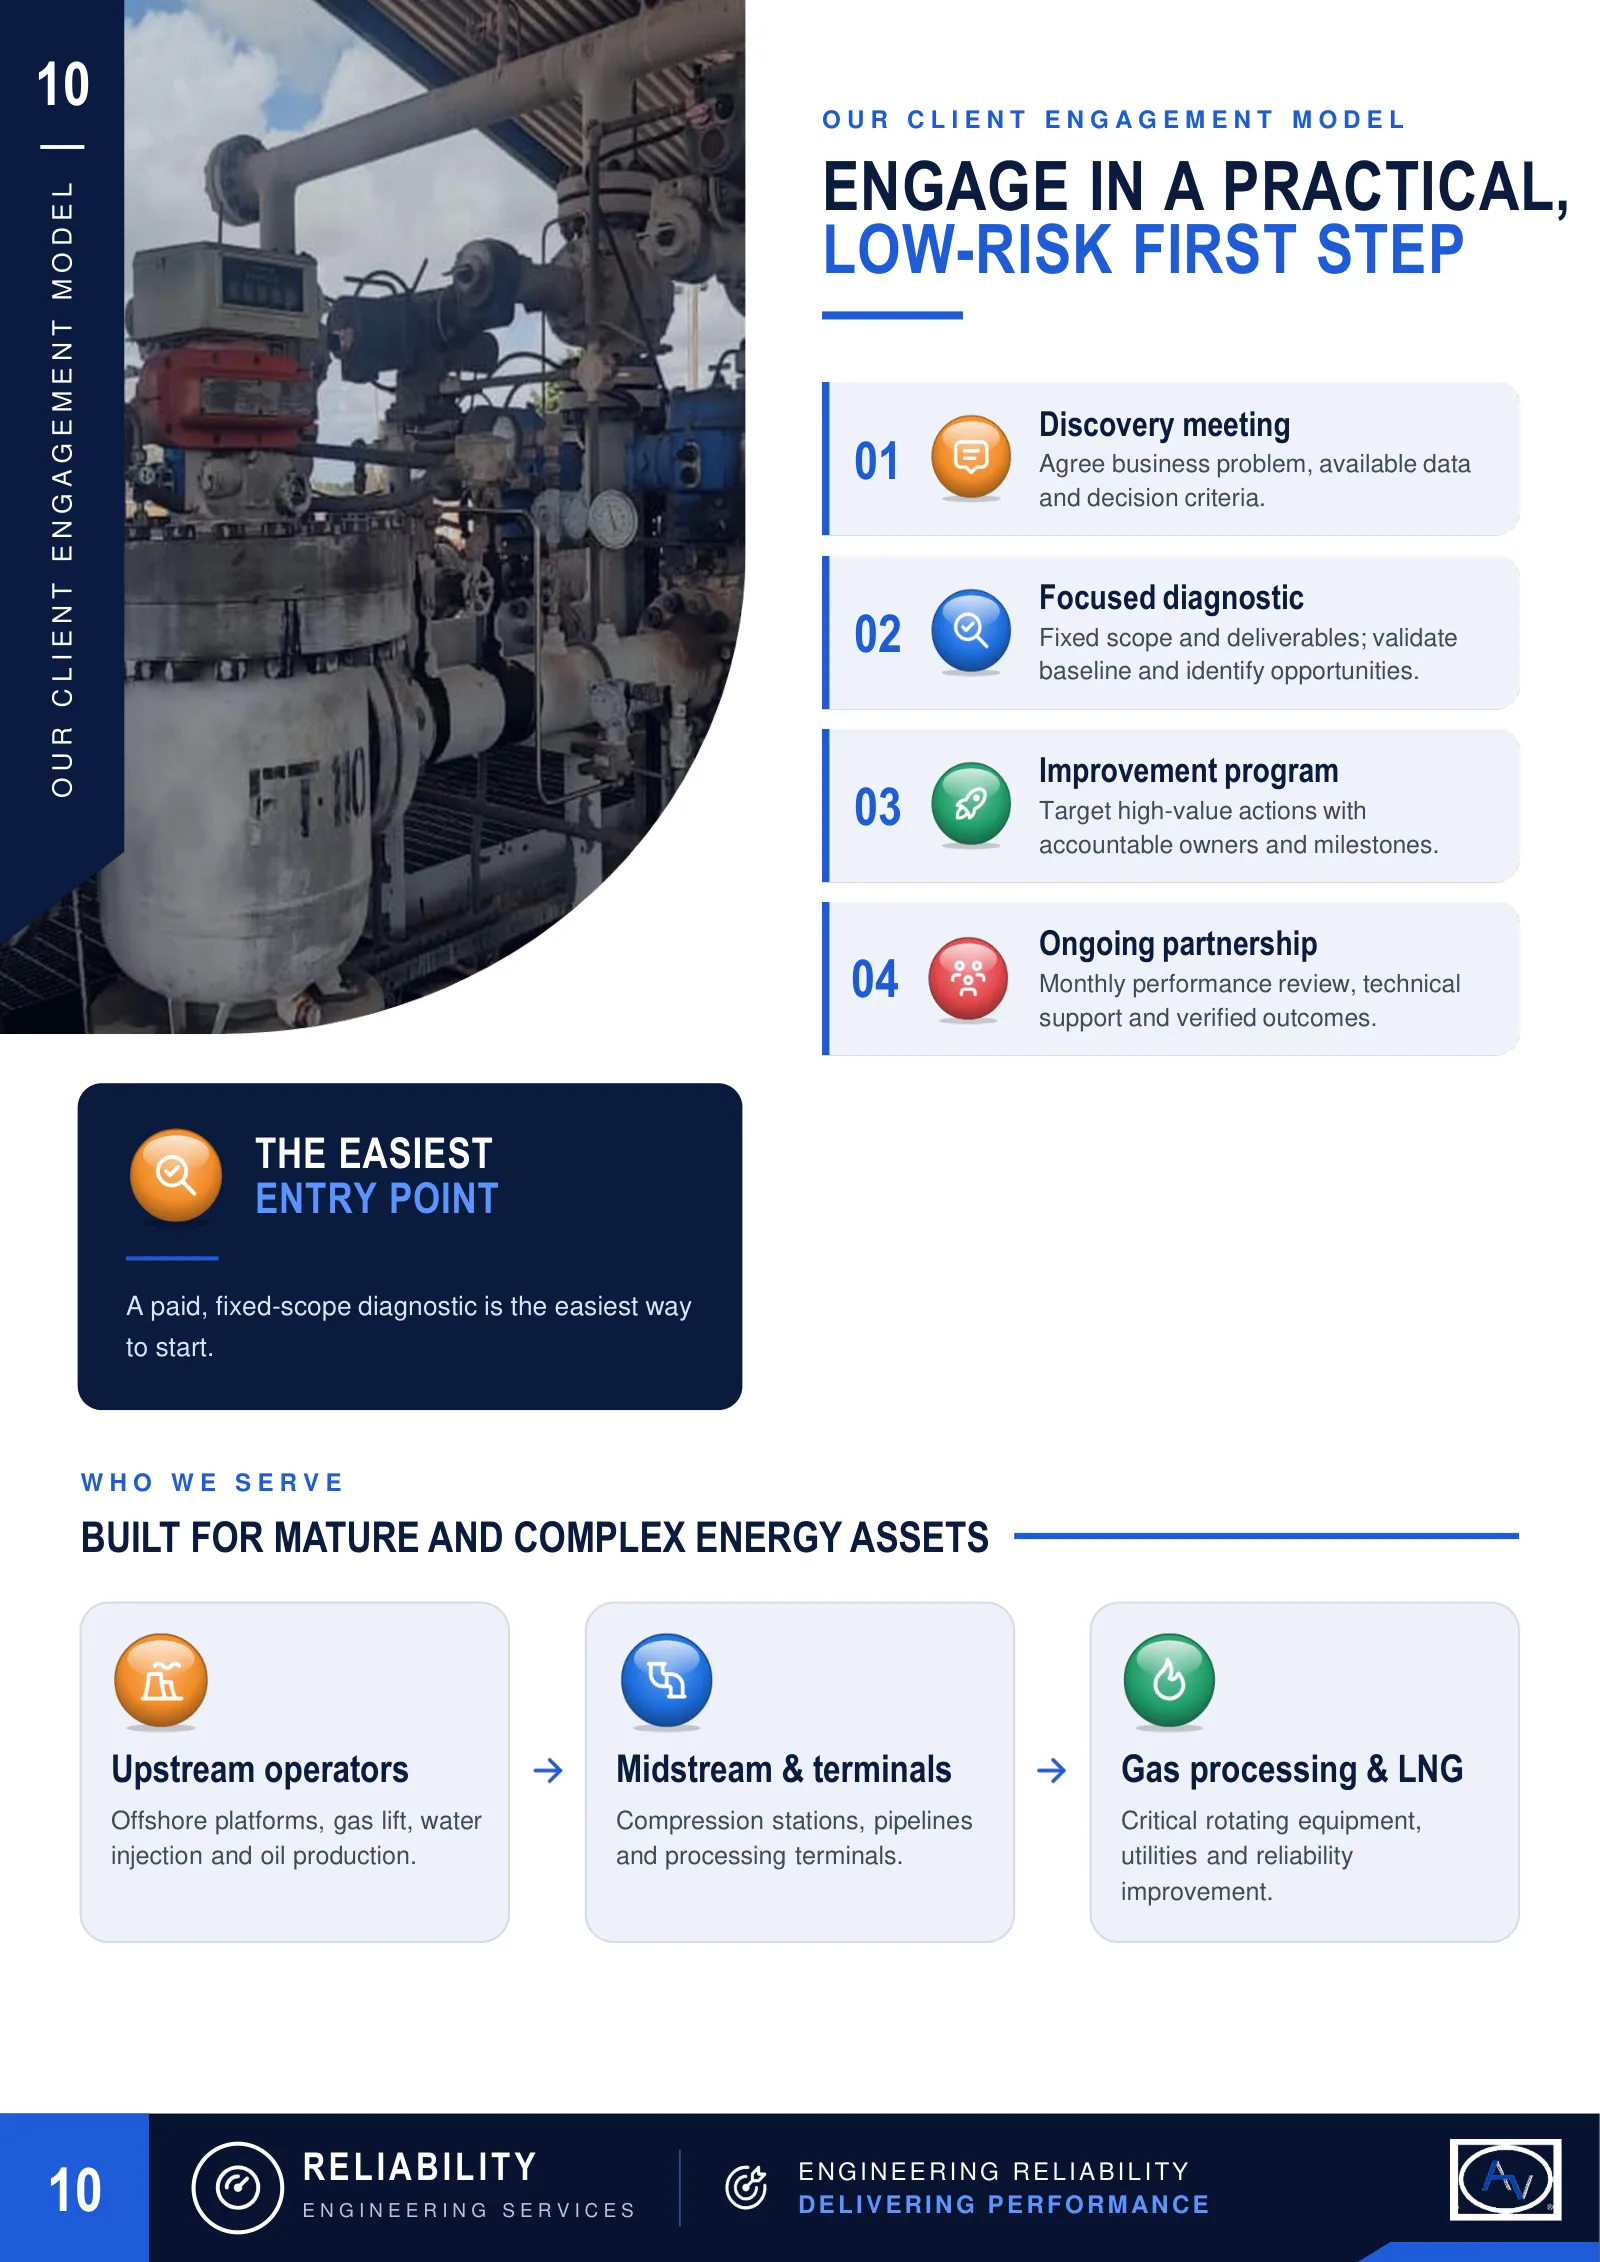 10
OUR CLIENT ENGAGEMENT MODEL
OUR CLIENT ENGAGEMENT MODEL
ENGAGE IN A PRACTICAL,
LOW-RISK FIRST STEP
01
Discovery meeting
Agree business problem, available data
and decision criteria.
02
Focused diagnostic
Fixed scope and deliverables; validate
baseline and identify opportunities.
03
Improvement program
Target high-value actions with
accountable owners and milestones.
04
Ongoing partnership
Monthly performance review, technical
support and verified outcomes.
THE EASIEST
ENTRY POINT
A paid, fixed-scope diagnostic is the easiest way
to start.
WHO WE SERVE
BUILT FOR MATURE AND COMPLEX ENERGY ASSETS
Upstream operators
Offshore platforms, gas lift, water
injection and oil production.
Midstream & terminals
Compression stations, pipelines
and processing terminals.
Gas processing & LNG
Critical rotating equipment,
utilities and reliability
improvement.
10
RELIABILITY
ENGINEERING SERVICES
ENGINEERING RELIABILITY
DELIVERING PERFORMANCE
AV